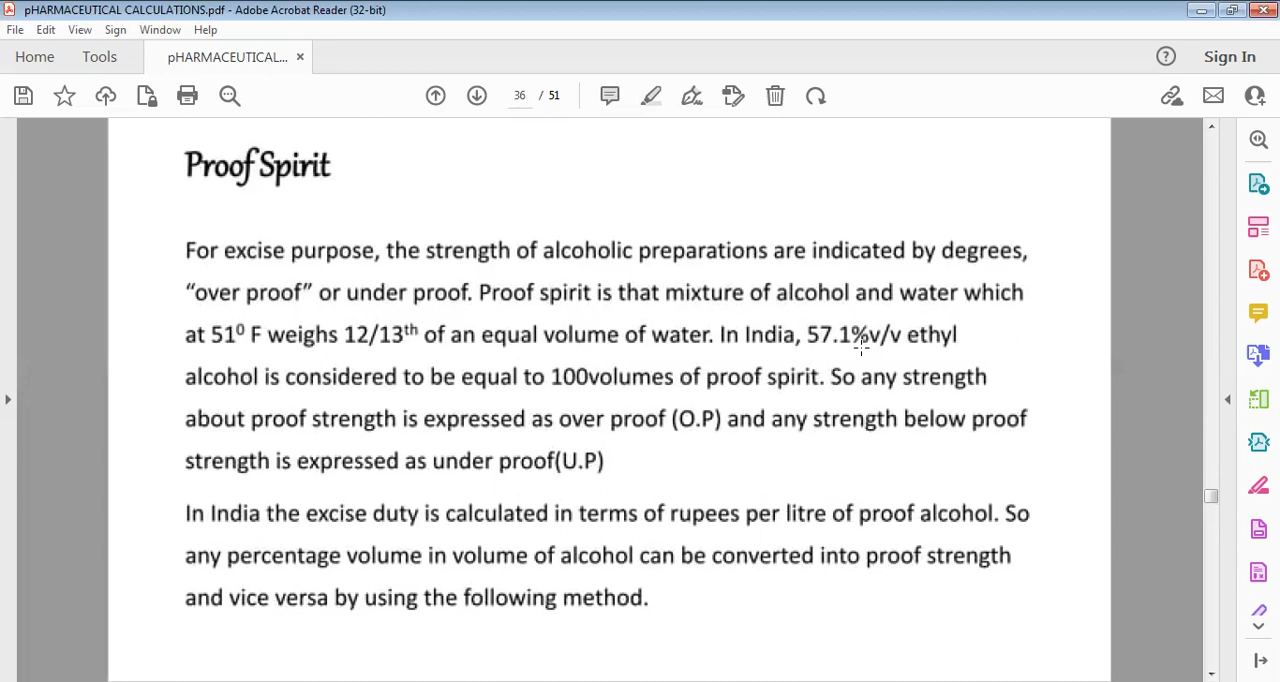 pHARMACEUTICAL CALCULATIONS.pdf - Adobe Acrobat Reader (32-bit)
File Edit View Sign Window Help
Home Tools pHARMACEUTICAL... × Sign In
36 / 51
Proof Spirit
For excise purpose, the strength of alcoholic preparations are indicated by degrees,
“over proof” or under proof. Proof spirit is that mixture of alcohol and water which
at 51⁰ F weighs 12/13ᵗʰ of an equal volume of water. In India, 57.1%v/v ethyl
alcohol is considered to be equal to 100volumes of proof spirit. So any strength
about proof strength is expressed as over proof (O.P) and any strength below proof
strength is expressed as under proof(U.P)
In India the excise duty is calculated in terms of rupees per litre of proof alcohol. So
any percentage volume in volume of alcohol can be converted into proof strength
and vice versa by using the following method.